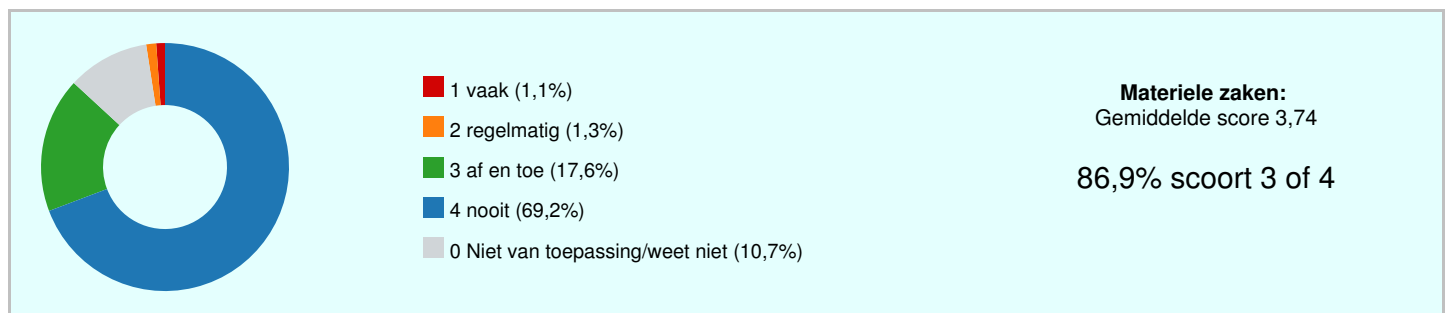 1 vaak (1,1%)
2 regelmatig (1,3%)
3 af en toe (17,6%)
4 nooit (69,2%)
0 Niet van toepassing/weet niet (10,7%)
Materiele zaken:
Gemiddelde score 3,74
86,9% scoort 3 of 4